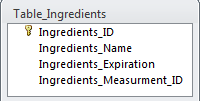 Table_Ingredients
Ingredients_ID
Ingredients_Name
Ingredients_Expiration
Ingredients_Measurment_ID